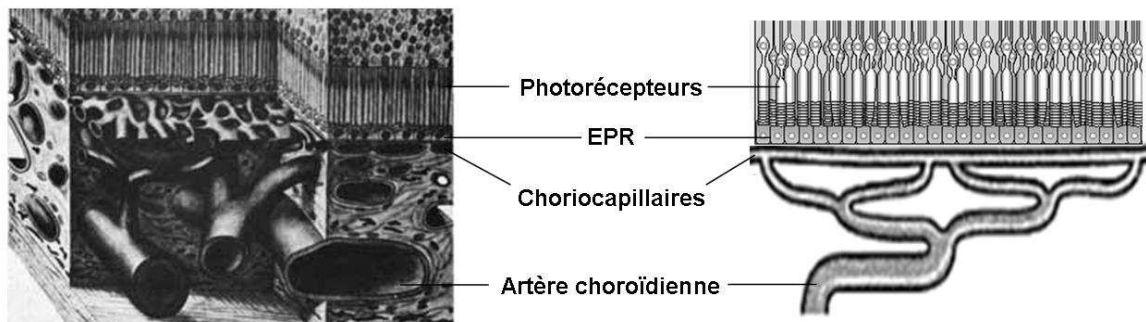 Photorécepteurs
EPR
Choriocapillaires
Artère choroïdienne